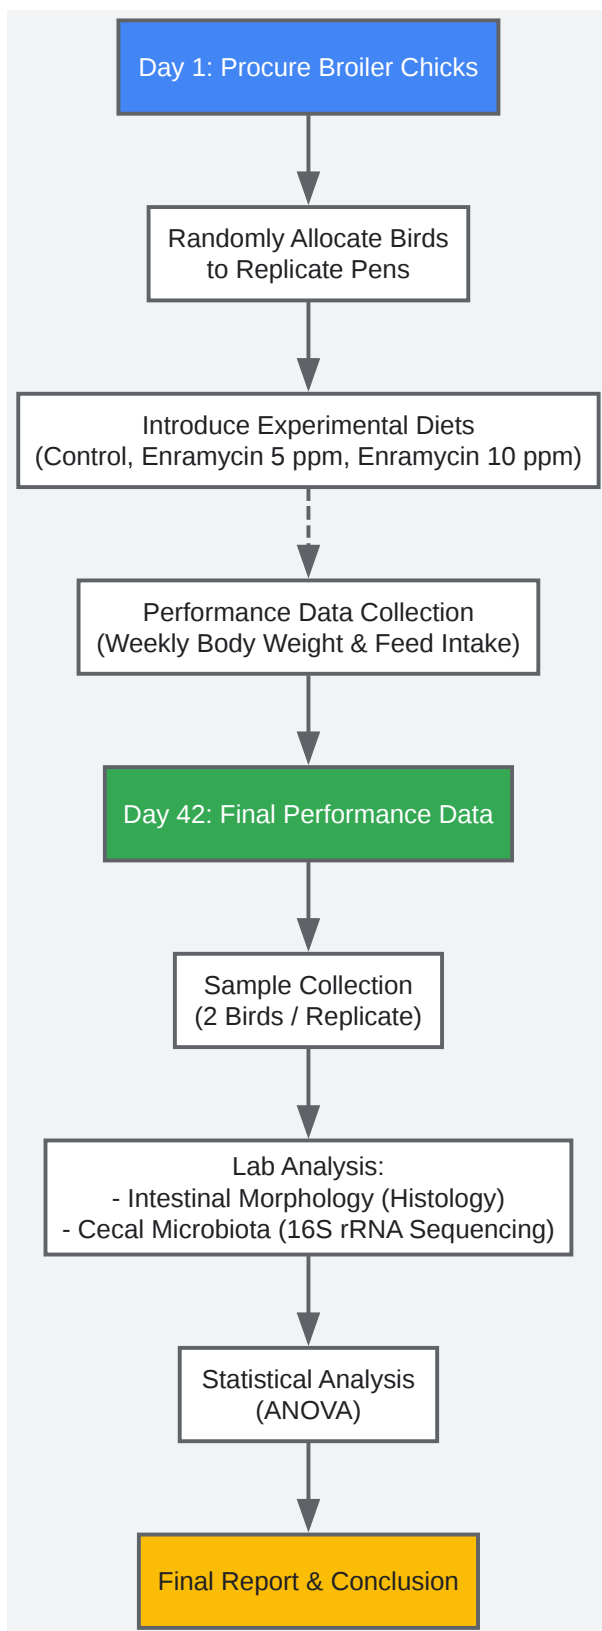 Day 1: Procure Broiler Chicks
Randomly Allocate Birds
to Replicate Pens
Introduce Experimental Diets
(Control, Enramycin 5 ppm, Enramycin 10 ppm)
Performance Data Collection
(Weekly Body Weight & Feed Intake)
Day 42: Final Performance Data
Sample Collection
(2 Birds / Replicate)
Lab Analysis:
- Intestinal Morphology (Histology)
- Cecal Microbiota (16S rRNA Sequencing)
Statistical Analysis
(ANOVA)
Final Report & Conclusion